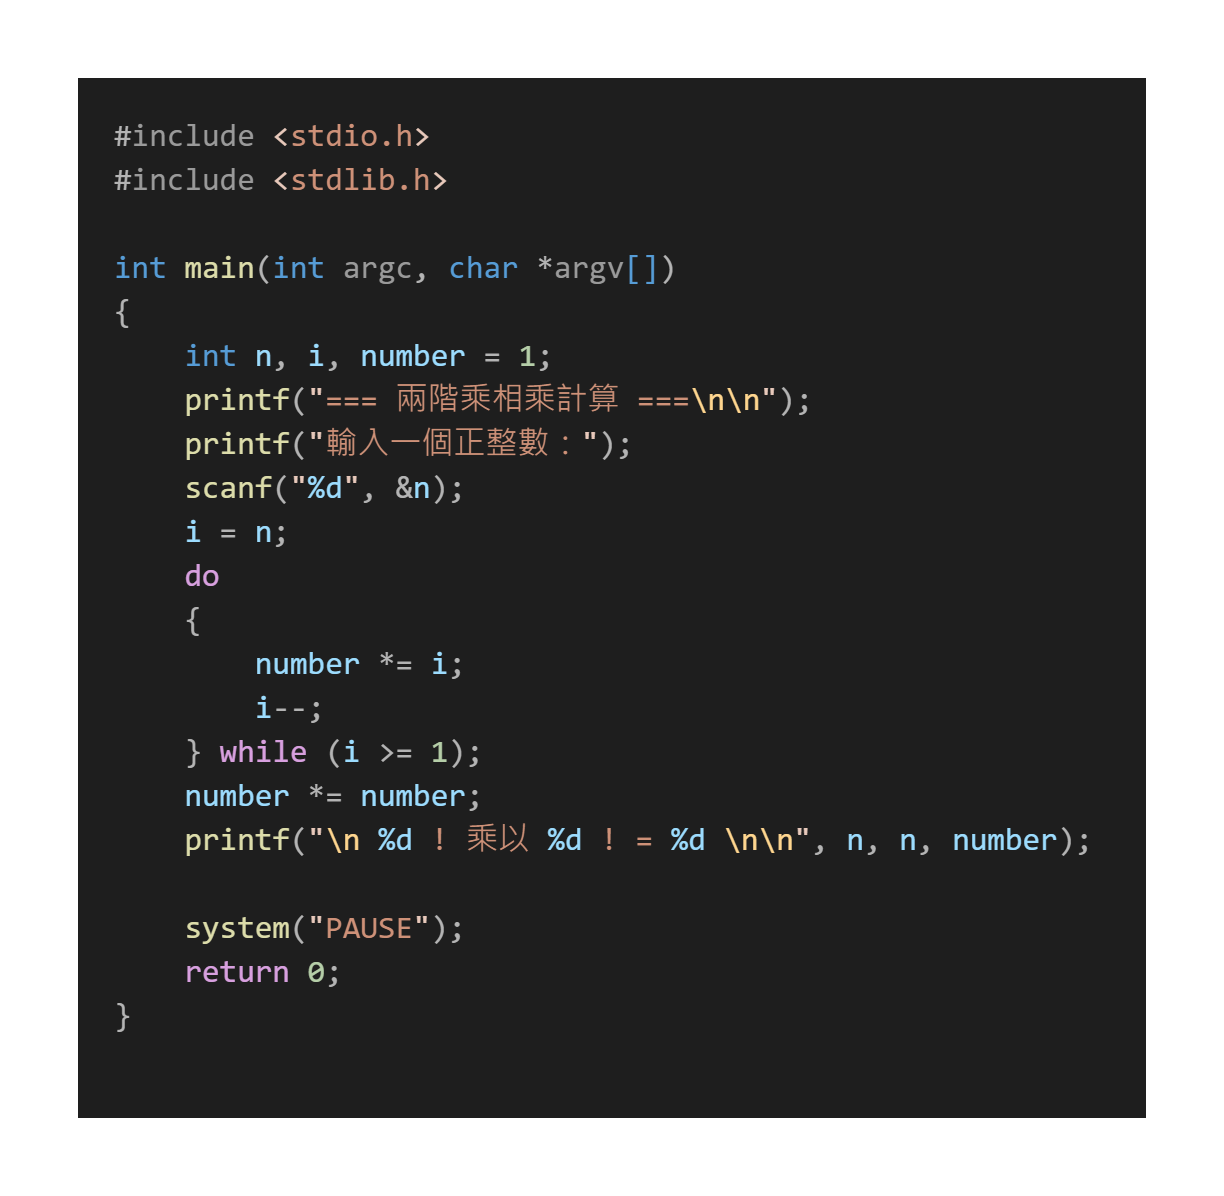 #include <stdio.h>
#include <stdlib.h>

int main(int argc, char *argv[])
{
    int n, i, number = 1;
    printf("=== 兩階乘相乘計算 ===\n\n");
    printf("輸入一個正整數：");
    scanf("%d", &n);
    i = n;
    do
    {
        number *= i;
        i--;
    } while (i >= 1);
    number *= number;
    printf("\n %d ! 乘以 %d ! = %d \n\n", n, n, number);

    system("PAUSE");
    return 0;
}